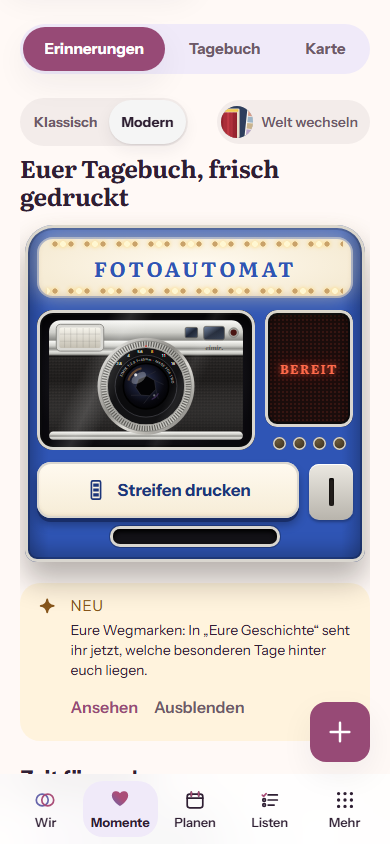 Erinnerungen Tagebuch Karte
Klassisch Modern Welt wechseln
Euer Tagebuch, frisch
gedruckt
FOTOAUTOMAT
BEREIT
Streifen drucken
NEU
Eure Wegmarken: In „Eure Geschichte“ seht
ihr jetzt, welche besonderen Tage hinter
euch liegen.
Ansehen Ausblenden
Wir Momente Planen Listen Mehr